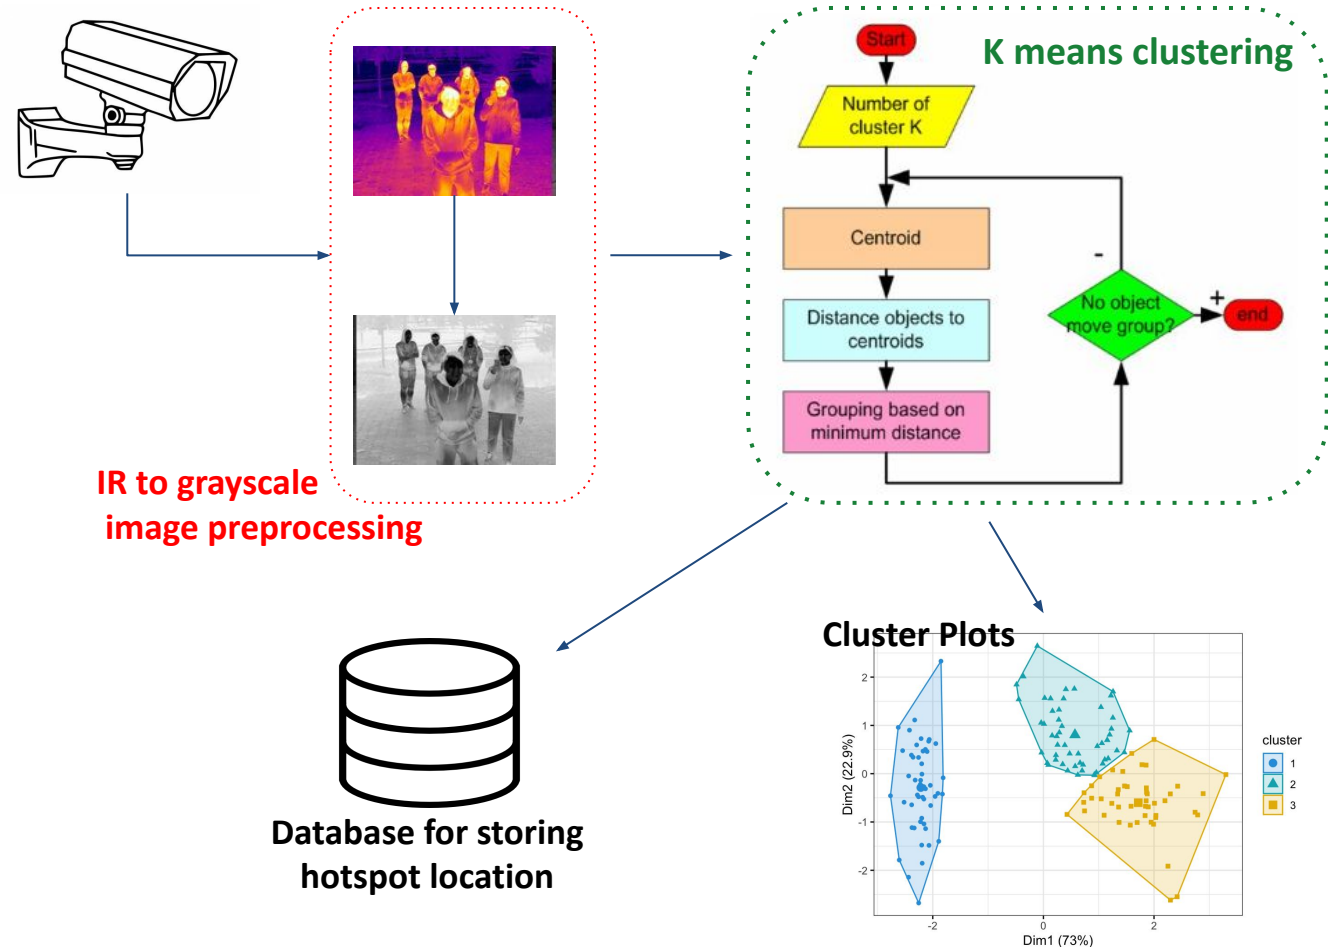 Start
K means clustering
Number of
cluster K
Centroid
-
Distance objects to
centroids
No object
move group?
+
end
Grouping based on
minimum distance
IR to grayscale
image preprocessing
Cluster Plots
Database for storing
hotspot location
Dim2 (22.9%)
2
1
0
-1
-2
-2
0
2
Dim1 (73%)
cluster
1
2
3